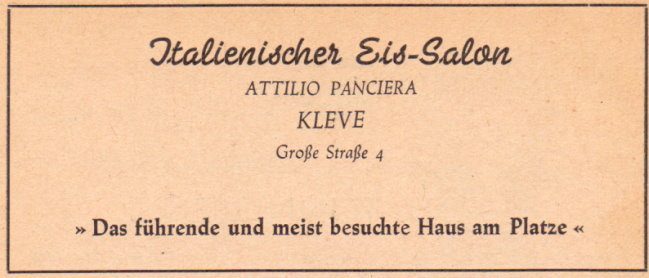 Italienischer Eis-Salon
ATTILIO PANCIERA
KLEVE
Große Straße 4
» Das führende und meist besuchte Haus am Platze «